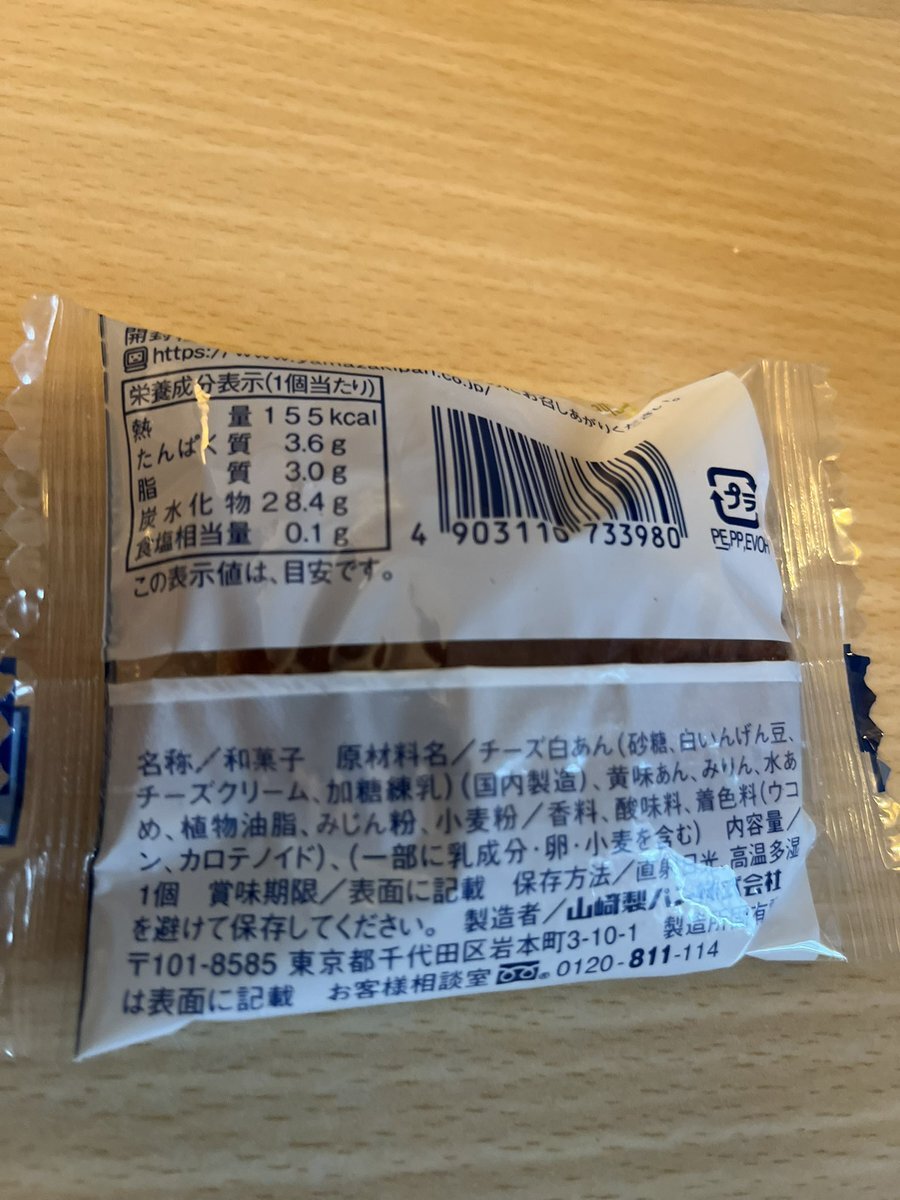 開封
https://www.yamazakipan.co.jp/
お召しあがりください。
栄養成分表示(1個当たり)
熱量 155kcal
たんぱく質 3.6g
脂質 3.0g
炭水化物 28.4g
食塩相当量 0.1g
この表示値は、目安です。
4 903110 733980
プラ
PE,PP,EVOH
名称/和菓子 原材料名/チーズ白あん(砂糖、白いんげん豆、
チーズクリーム、加糖練乳)(国内製造)、黄味あん、みりん、水あ
め、植物油脂、みじん粉、小麦粉/香料、酸味料、着色料(ウコ
ン、カロテノイド)、(一部に乳成分・卵・小麦を含む) 内容量/
1個 賞味期限/表面に記載 保存方法/直射日光、高温多湿
を避けて保存してください。 製造者/山崎製パン株式会社
〒101-8585 東京都千代田区岩本町3-10-1 製造所固有
は表面に記載 お客様相談室 0120-811-114